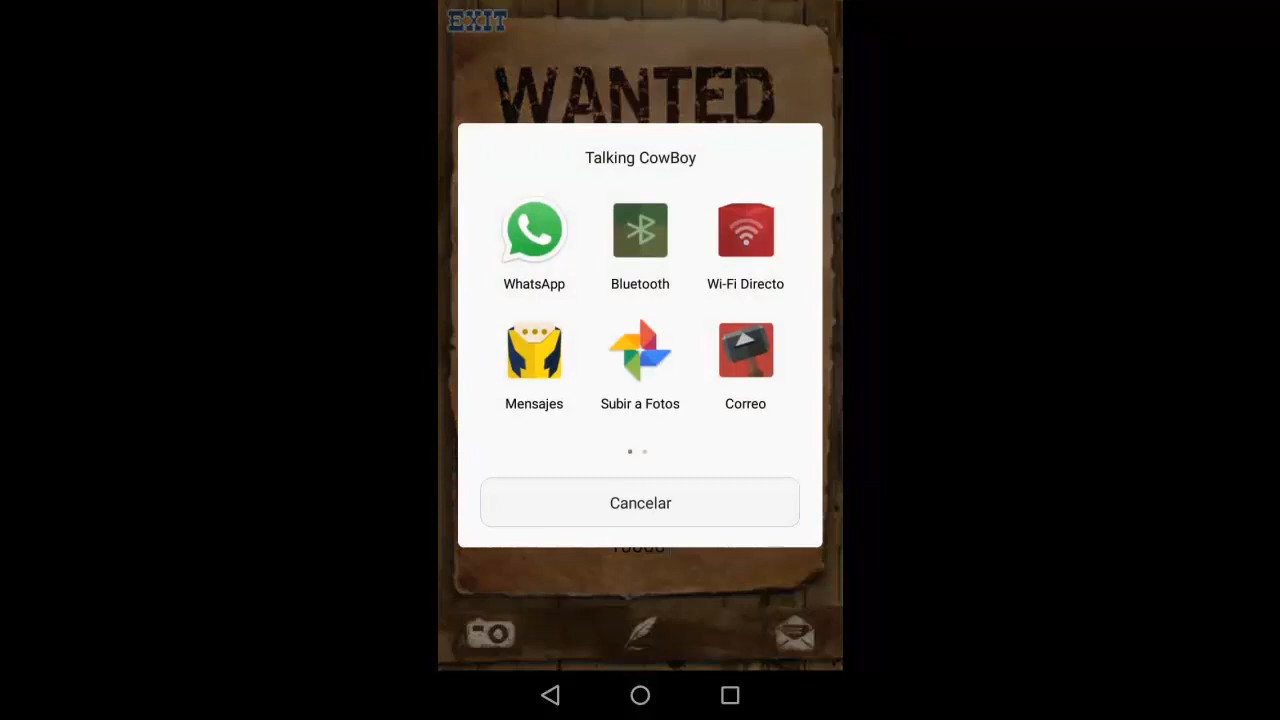 EXIT
WANTED
Talking CowBoy
WhatsApp
Bluetooth
Wi-Fi Directo
Mensajes
Subir a Fotos
Correo
Cancelar